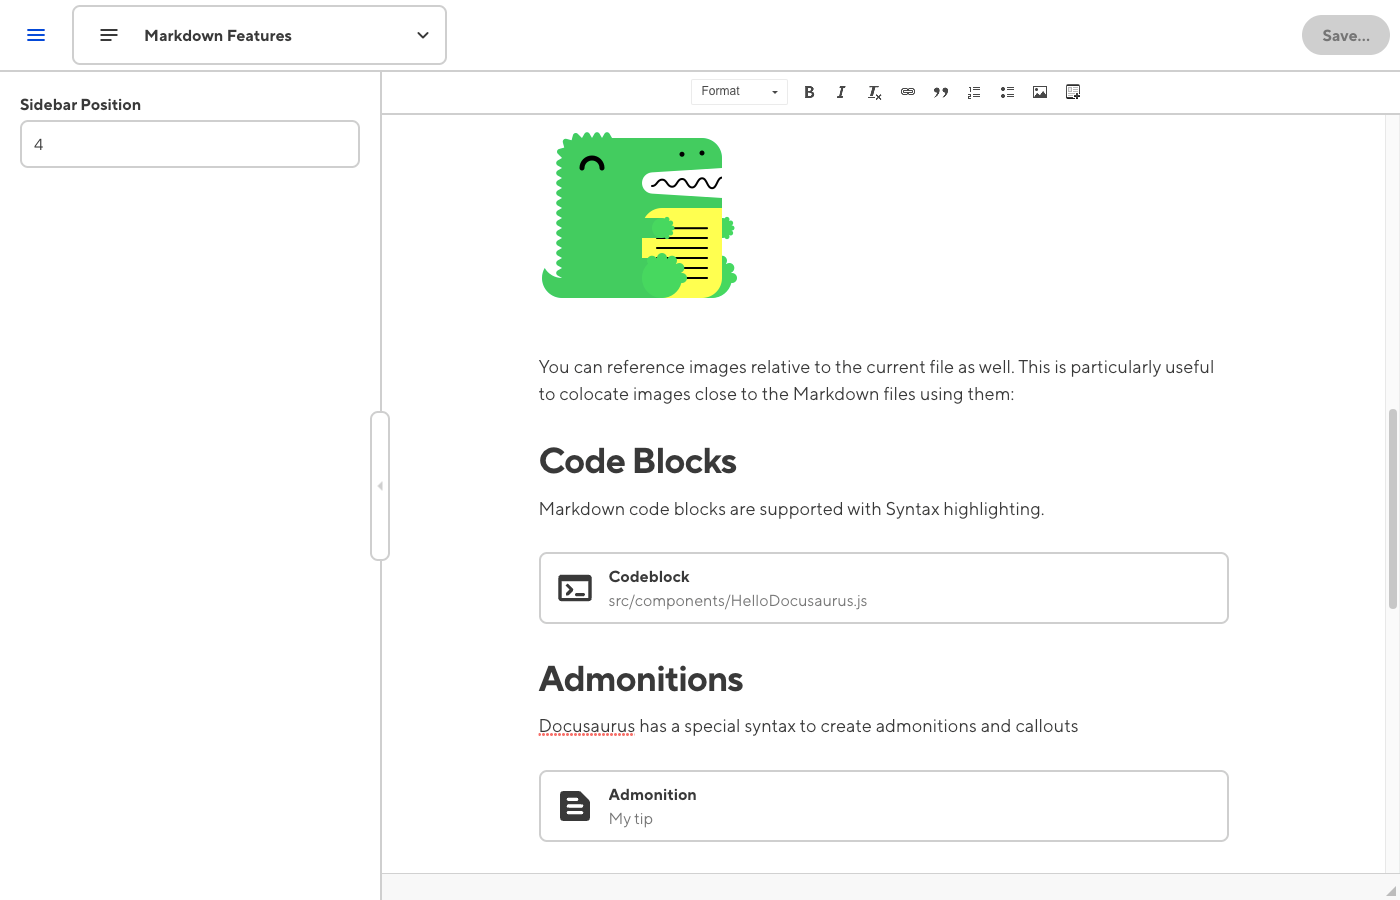 Markdown Features
Save...
Sidebar Position
4
Format
You can reference images relative to the current file as well. This is particularly useful
to colocate images close to the Markdown files using them:
Code Blocks
Markdown code blocks are supported with Syntax highlighting.
Codeblock
src/components/HelloDocusaurus.js
Admonitions
Docusaurus has a special syntax to create admonitions and callouts
Admonition
My tip